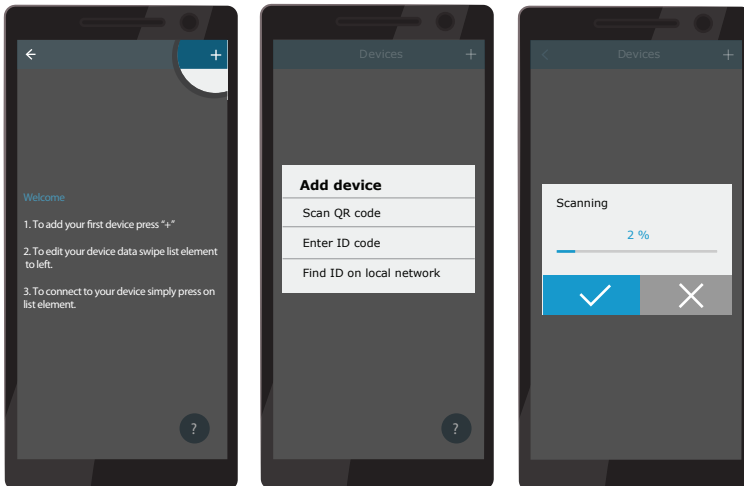 +
Welcome
1. To add your first device press "+"
2. To edit your device data swipe list element
to left.
3. To connect to your device simply press on
list element.
?
Devices +
Add device
Scan QR code
Enter ID code
Find ID on local network
?
Devices +
Scanning
2 %